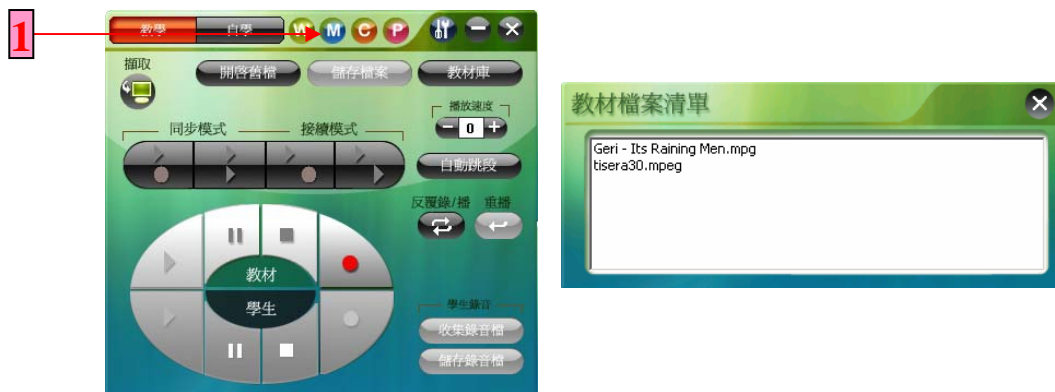 1
教學 自學 W M C P
擷取
開啓舊檔 儲存檔案 教材庫
播放速度
0
同步模式 接續模式
自動跳段
反覆錄/播 重播
教材
學生
學生錄音
收集錄音檔
儲存錄音檔
教材檔案清單
Geri - Its Raining Men.mpg
tisera30.mpeg